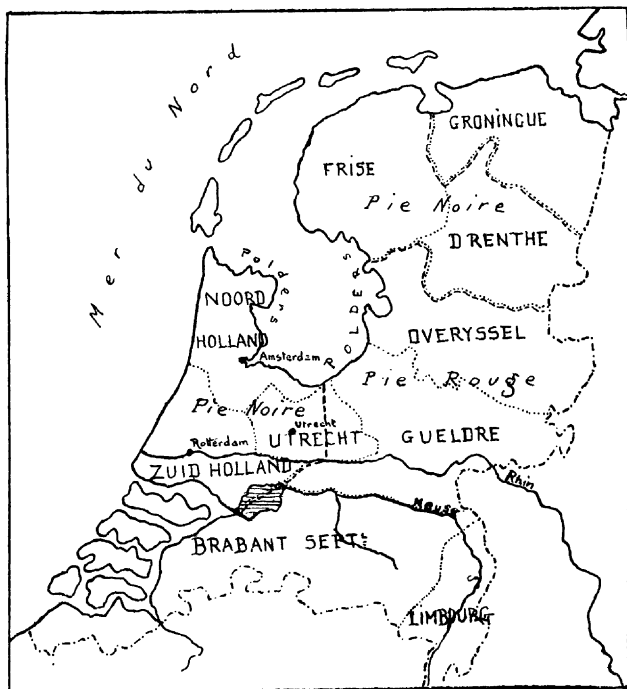 Mer du Nord
GRONINGUE
FRISE
Pie Noire
DRENTHE
Polders
POLDERS
NOORD
HOLLAND
Amsterdam
OVERYSSEL
Pie Rouge
Pie Noire
Utrecht
UTRECHT
GUELDRE
Rotterdam
ZUID HOLLAND
Rhin
Meuse
BRABANT SEPT.
LIMBOURG